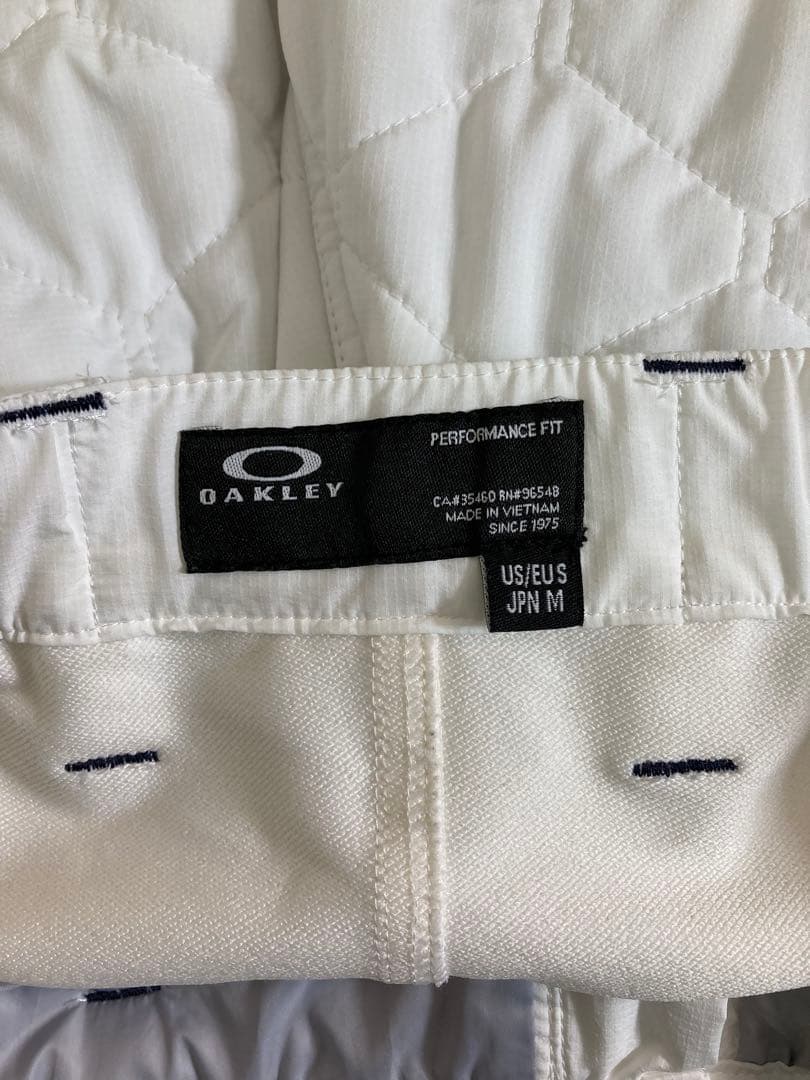 OAKLEY
PERFORMANCE FIT
CA#35460 RN#96548
MADE IN VIETNAM
SINCE 1975
US/EU S
JPN M